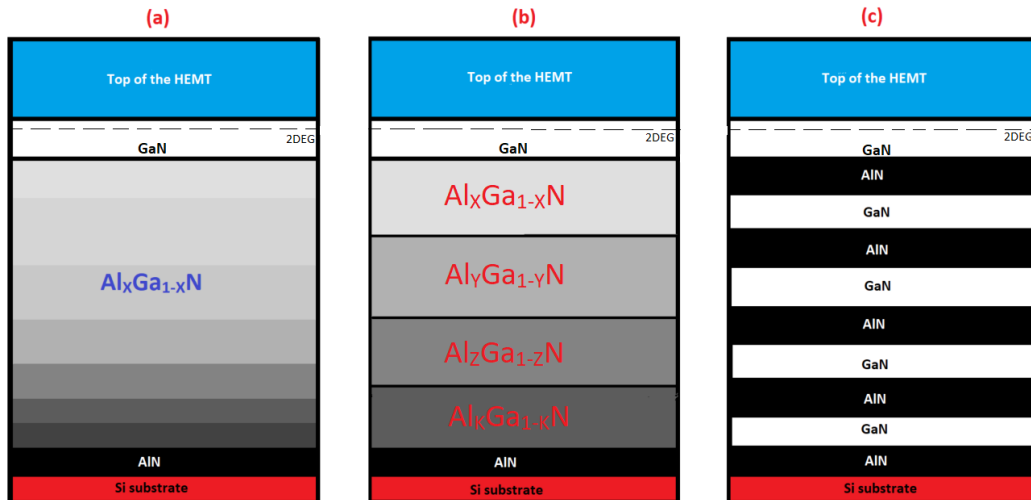 (a)
Top of the HEMT
2DEG
GaN
AlXGa1-XN
AlN
Si substrate
(b)
Top of the HEMT
2DEG
GaN
AlXGa1-XN
AlYGa1-YN
AlZGa1-ZN
AlKGa1-KN
AlN
Si substrate
(c)
Top of the HEMT
2DEG
GaN
AlN
GaN
AlN
GaN
AlN
GaN
AlN
GaN
AlN
Si substrate